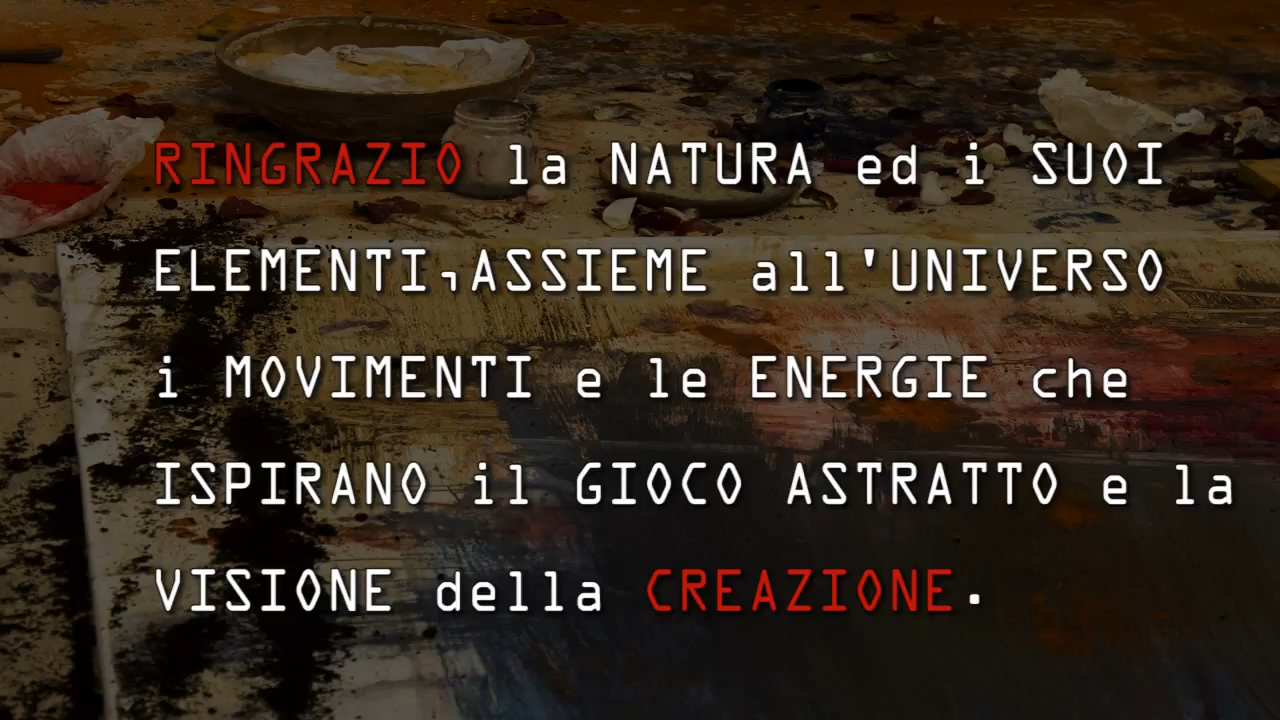 RINGRAZIO la NATURA ed i SUOI
ELEMENTI,ASSIEME all'UNIVERSO
i MOVIMENTI e le ENERGIE che
ISPIRANO il GIOCO ASTRATTO e la
VISIONE della CREAZIONE.